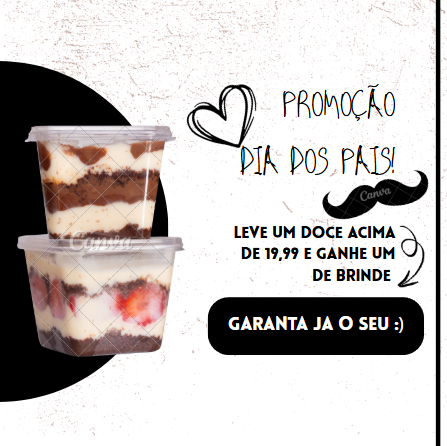 PROMOÇÃO
DIA DOS PAIS!
Canva
LEVE UM DOCE ACIMA
DE 19,99 E GANHE UM
DE BRINDE
Canva
GARANTA JA O SEU :)